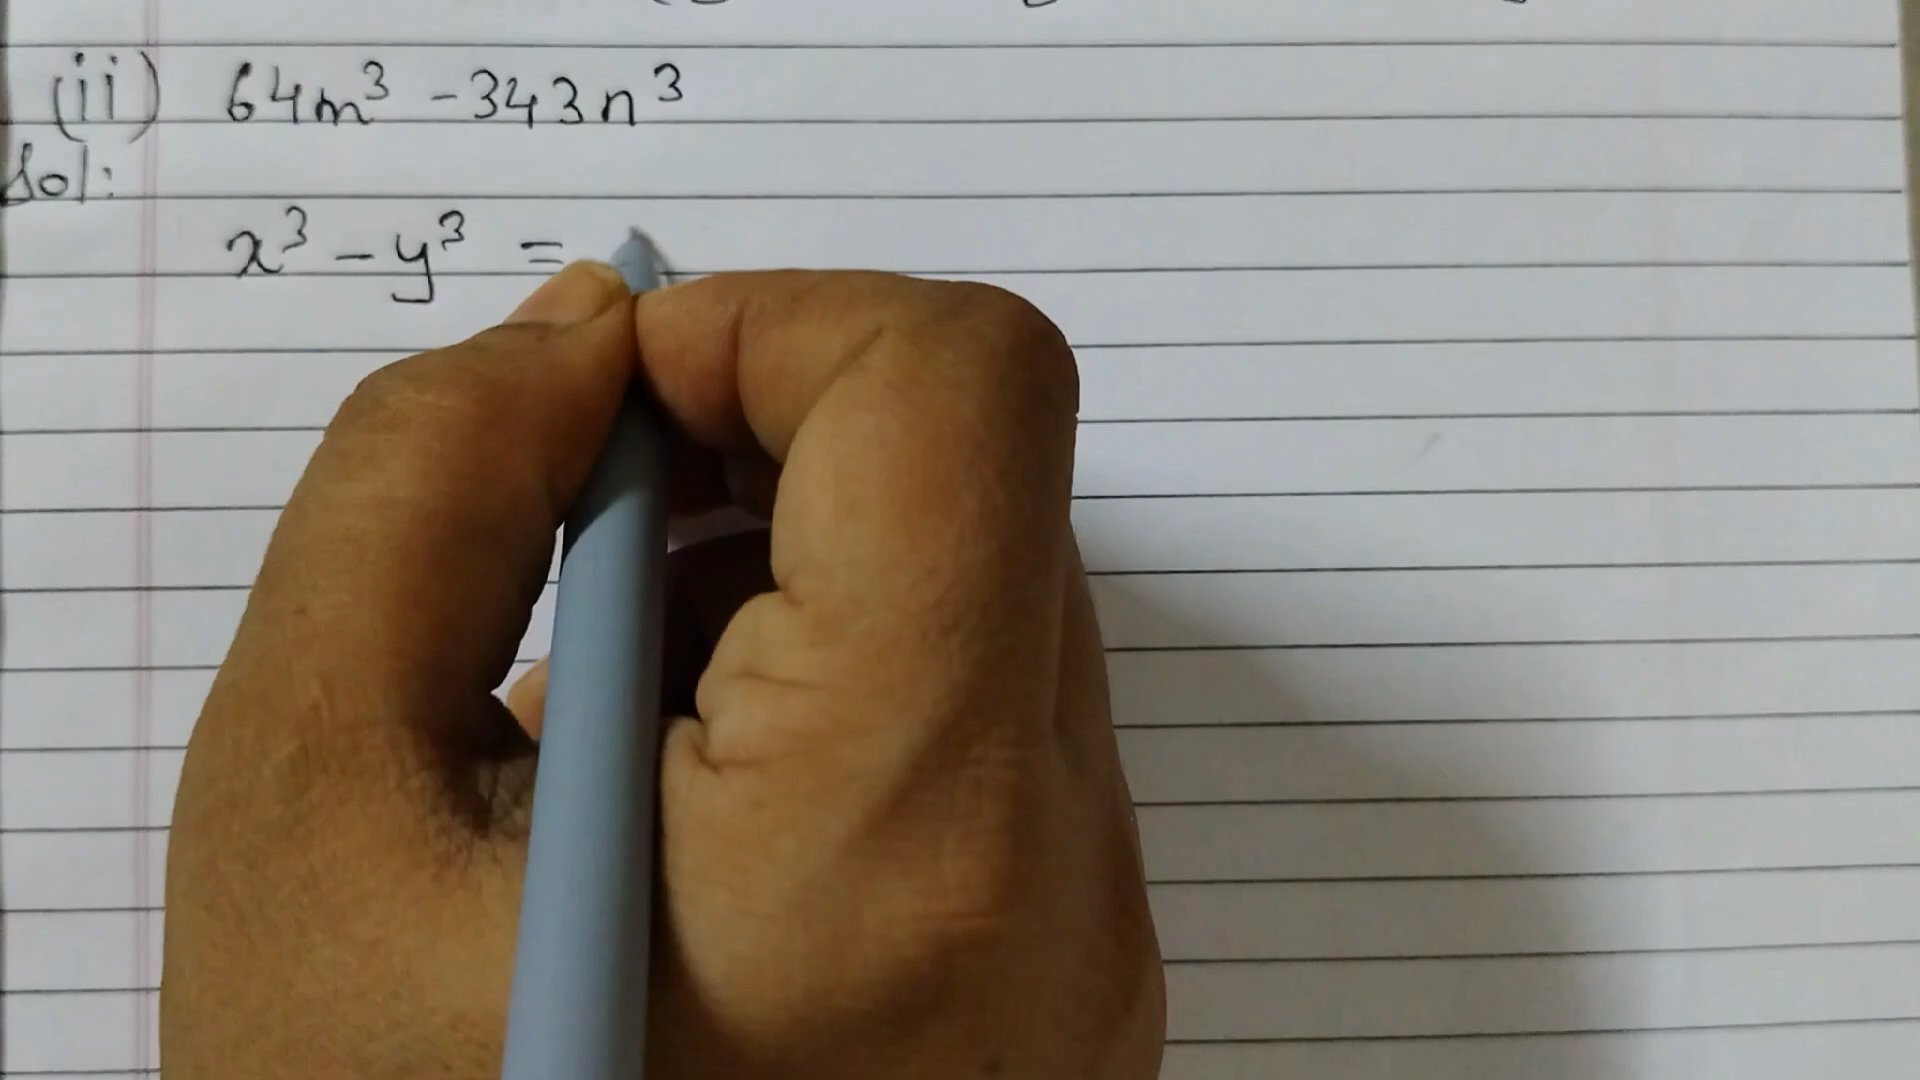 (ii) 64m³ - 343n³
Sol:
x³ - y³ =